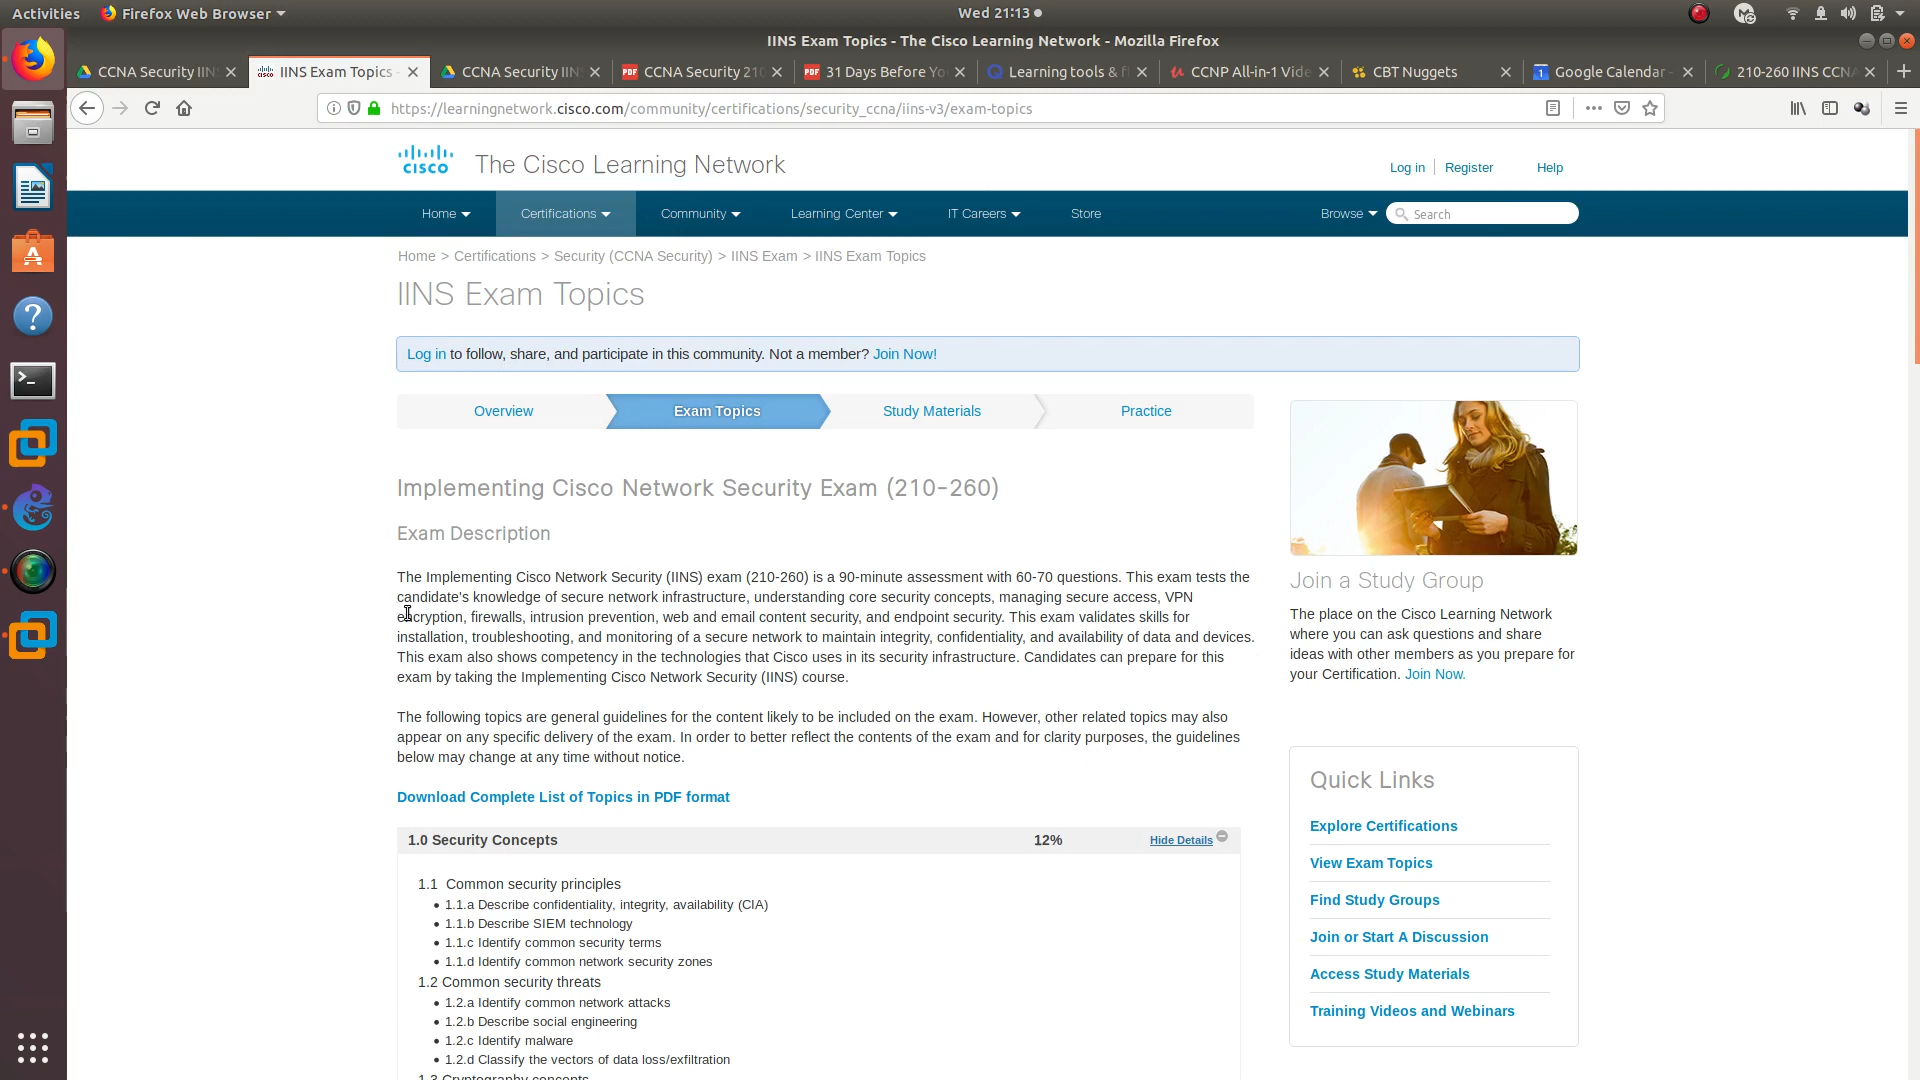 Activities
Firefox Web Browser
Wed 21:13
IINS Exam Topics - The Cisco Learning Network - Mozilla Firefox
CCNA Security IIN
IINS Exam Topics -
CCNA Security IIN
PDF CCNA Security 210
PDF 31 Days Before Yo
Learning tools & f
CCNP All-in-1 Vide
CBT Nuggets
1 Google Calendar -
210-260 IINS CCNA
https://learningnetwork.cisco.com/community/certifications/security_ccna/iins-v3/exam-topics
CISCO The Cisco Learning Network
Log in
Register
Help
Home
Certifications
Community
Learning Center
IT Careers
Store
Browse
Search
Home > Certifications > Security (CCNA Security) > IINS Exam > IINS Exam Topics
IINS Exam Topics
Log in to follow, share, and participate in this community. Not a member? Join Now!
Overview
Exam Topics
Study Materials
Practice
Implementing Cisco Network Security Exam (210-260)
Exam Description
The Implementing Cisco Network Security (IINS) exam (210-260) is a 90-minute assessment with 60-70 questions. This exam tests the
candidate's knowledge of secure network infrastructure, understanding core security concepts, managing secure access, VPN
encryption, firewalls, intrusion prevention, web and email content security, and endpoint security. This exam validates skills for
installation, troubleshooting, and monitoring of a secure network to maintain integrity, confidentiality, and availability of data and devices.
This exam also shows competency in the technologies that Cisco uses in its security infrastructure. Candidates can prepare for this
exam by taking the Implementing Cisco Network Security (IINS) course.
The following topics are general guidelines for the content likely to be included on the exam. However, other related topics may also
appear on any specific delivery of the exam. In order to better reflect the contents of the exam and for clarity purposes, the guidelines
below may change at any time without notice.
Download Complete List of Topics in PDF format
1.0 Security Concepts 12% Hide Details
1.1 Common security principles
• 1.1.a Describe confidentiality, integrity, availability (CIA)
• 1.1.b Describe SIEM technology
• 1.1.c Identify common security terms
• 1.1.d Identify common network security zones
1.2 Common security threats
• 1.2.a Identify common network attacks
• 1.2.b Describe social engineering
• 1.2.c Identify malware
• 1.2.d Classify the vectors of data loss/exfiltration
1.3 Cryptography concepts
Join a Study Group
The place on the Cisco Learning Network
where you can ask questions and share
ideas with other members as you prepare for
your Certification. Join Now.
Quick Links
Explore Certifications
View Exam Topics
Find Study Groups
Join or Start A Discussion
Access Study Materials
Training Videos and Webinars